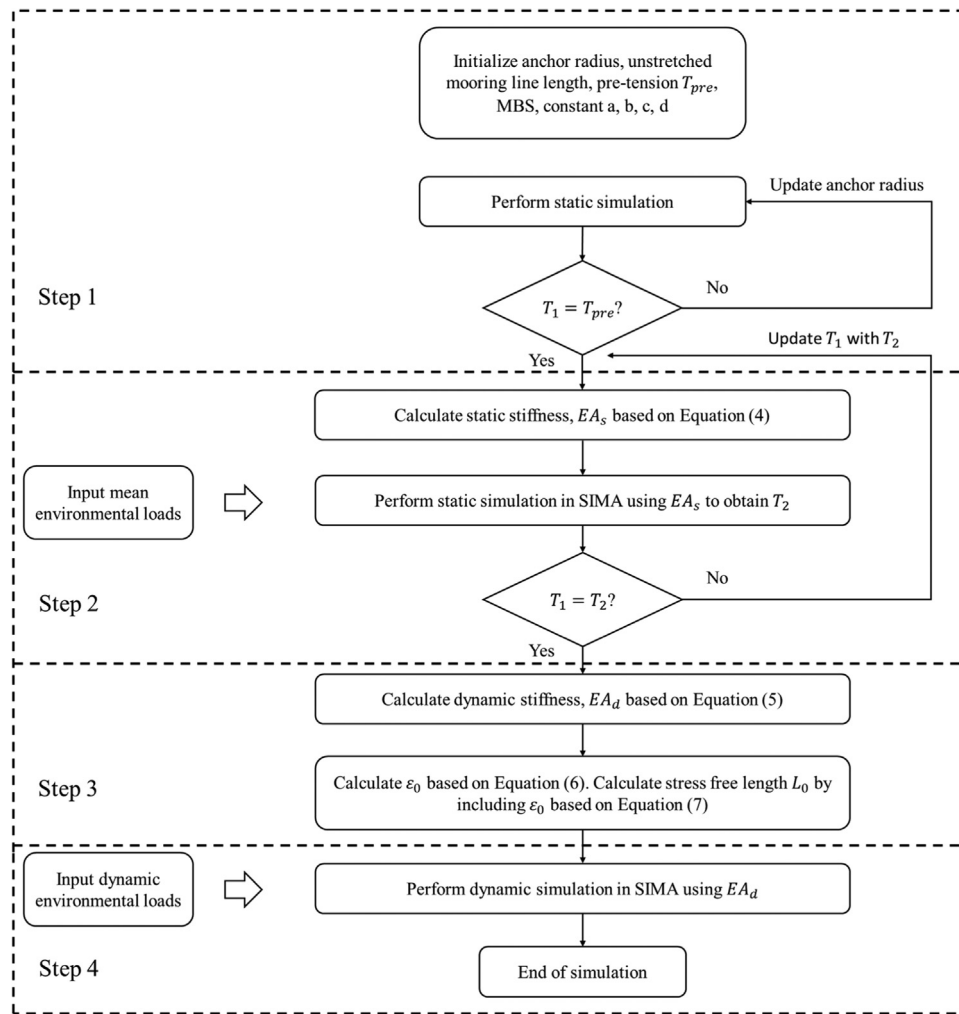 Initialize anchor radius, unstretched
mooring line length, pre-tension T_pre,
MBS, constant a, b, c, d
Update anchor radius
Perform static simulation
Step 1
T_1 = T_pre?
No
Update T_1 with T_2
Yes
Calculate static stiffness, EA_s based on Equation (4)
Input mean
environmental loads
Perform static simulation in SIMA using EA_s to obtain T_2
Step 2
T_1 = T_2?
No
Yes
Calculate dynamic stiffness, EA_d based on Equation (5)
Step 3
Calculate ε_0 based on Equation (6). Calculate stress free length L_0 by
including ε_0 based on Equation (7)
Input dynamic
environmental loads
Perform dynamic simulation in SIMA using EA_d
Step 4
End of simulation